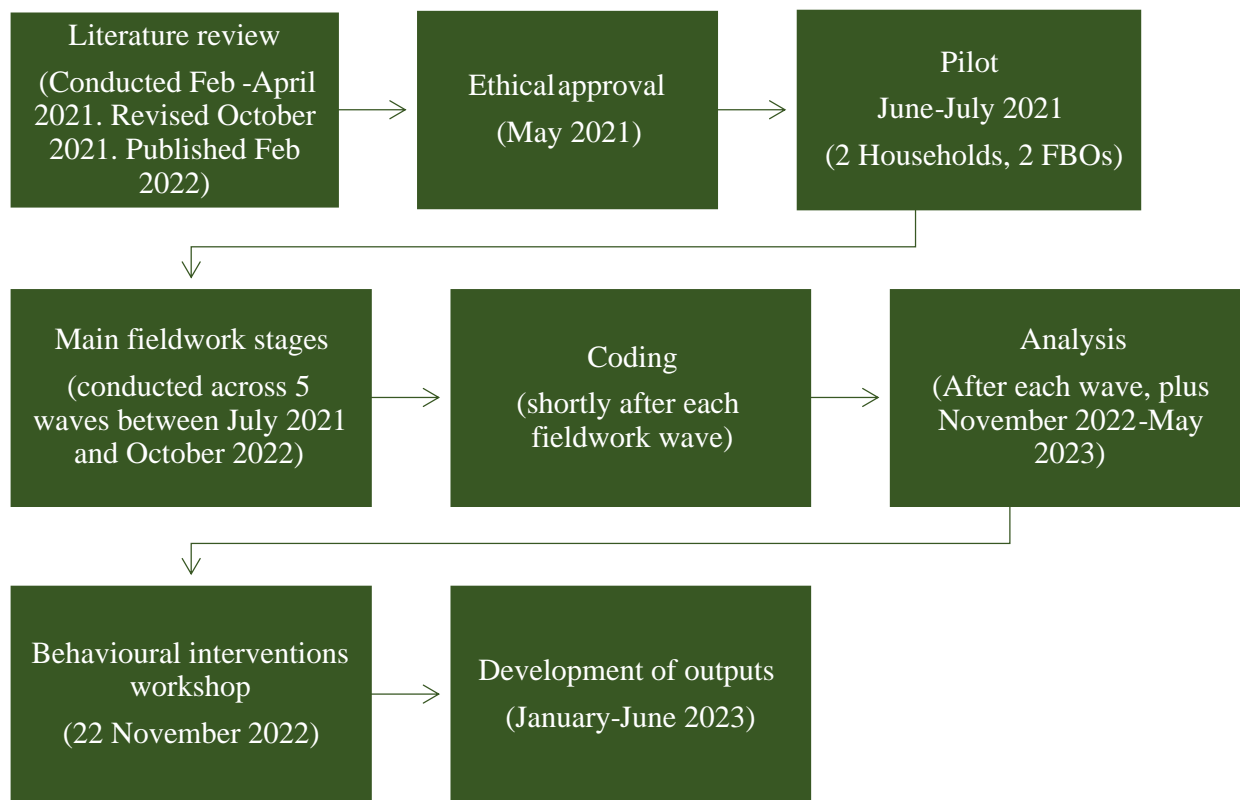 Literature review
(Conducted Feb -April
2021. Revised October
2021. Published Feb
2022)
Ethical approval
(May 2021)
Pilot
June-July 2021
(2 Households, 2 FBOs)
Main fieldwork stages
(conducted across 5
waves between July 2021
and October 2022)
Coding
(shortly after each
fieldwork wave)
Analysis
(After each wave, plus
November 2022-May
2023)
Behavioural interventions
workshop
(22 November 2022)
Development of outputs
(January-June 2023)